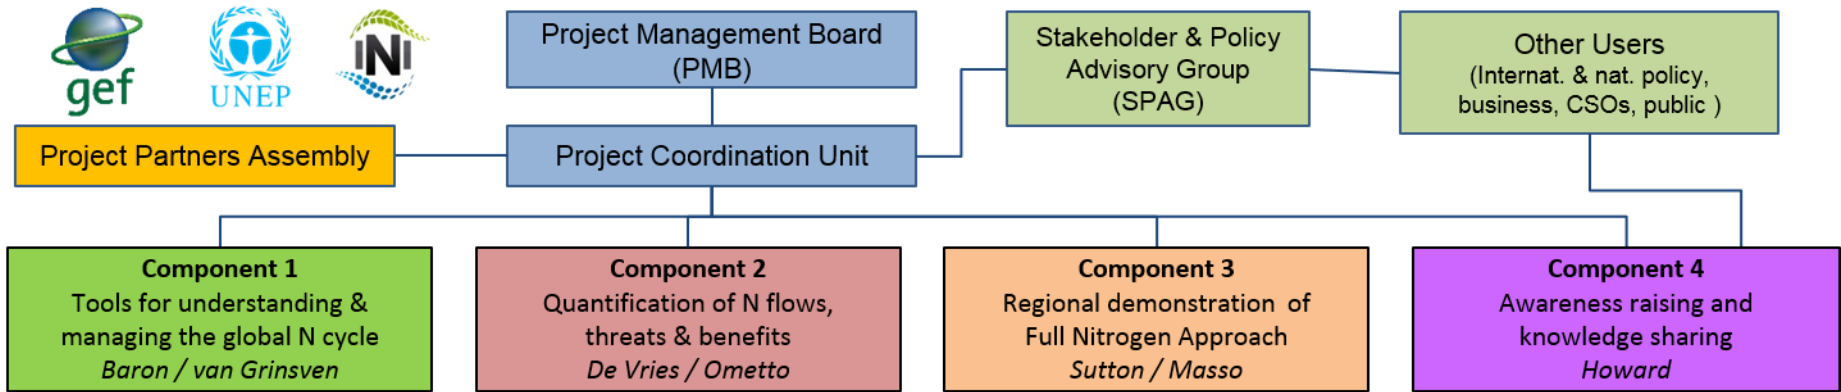 gef
UNEP
INI
Project Management Board
(PMB)
Stakeholder & Policy
Advisory Group
(SPAG)
Other Users
(Internat. & nat. policy,
business, CSOs, public )
Project Partners Assembly
Project Coordination Unit
Component 1
Tools for understanding &
managing the global N cycle
Baron / van Grinsven
Component 2
Quantification of N flows,
threats & benefits
De Vries / Ometto
Component 3
Regional demonstration of
Full Nitrogen Approach
Sutton / Masso
Component 4
Awareness raising and
knowledge sharing
Howard